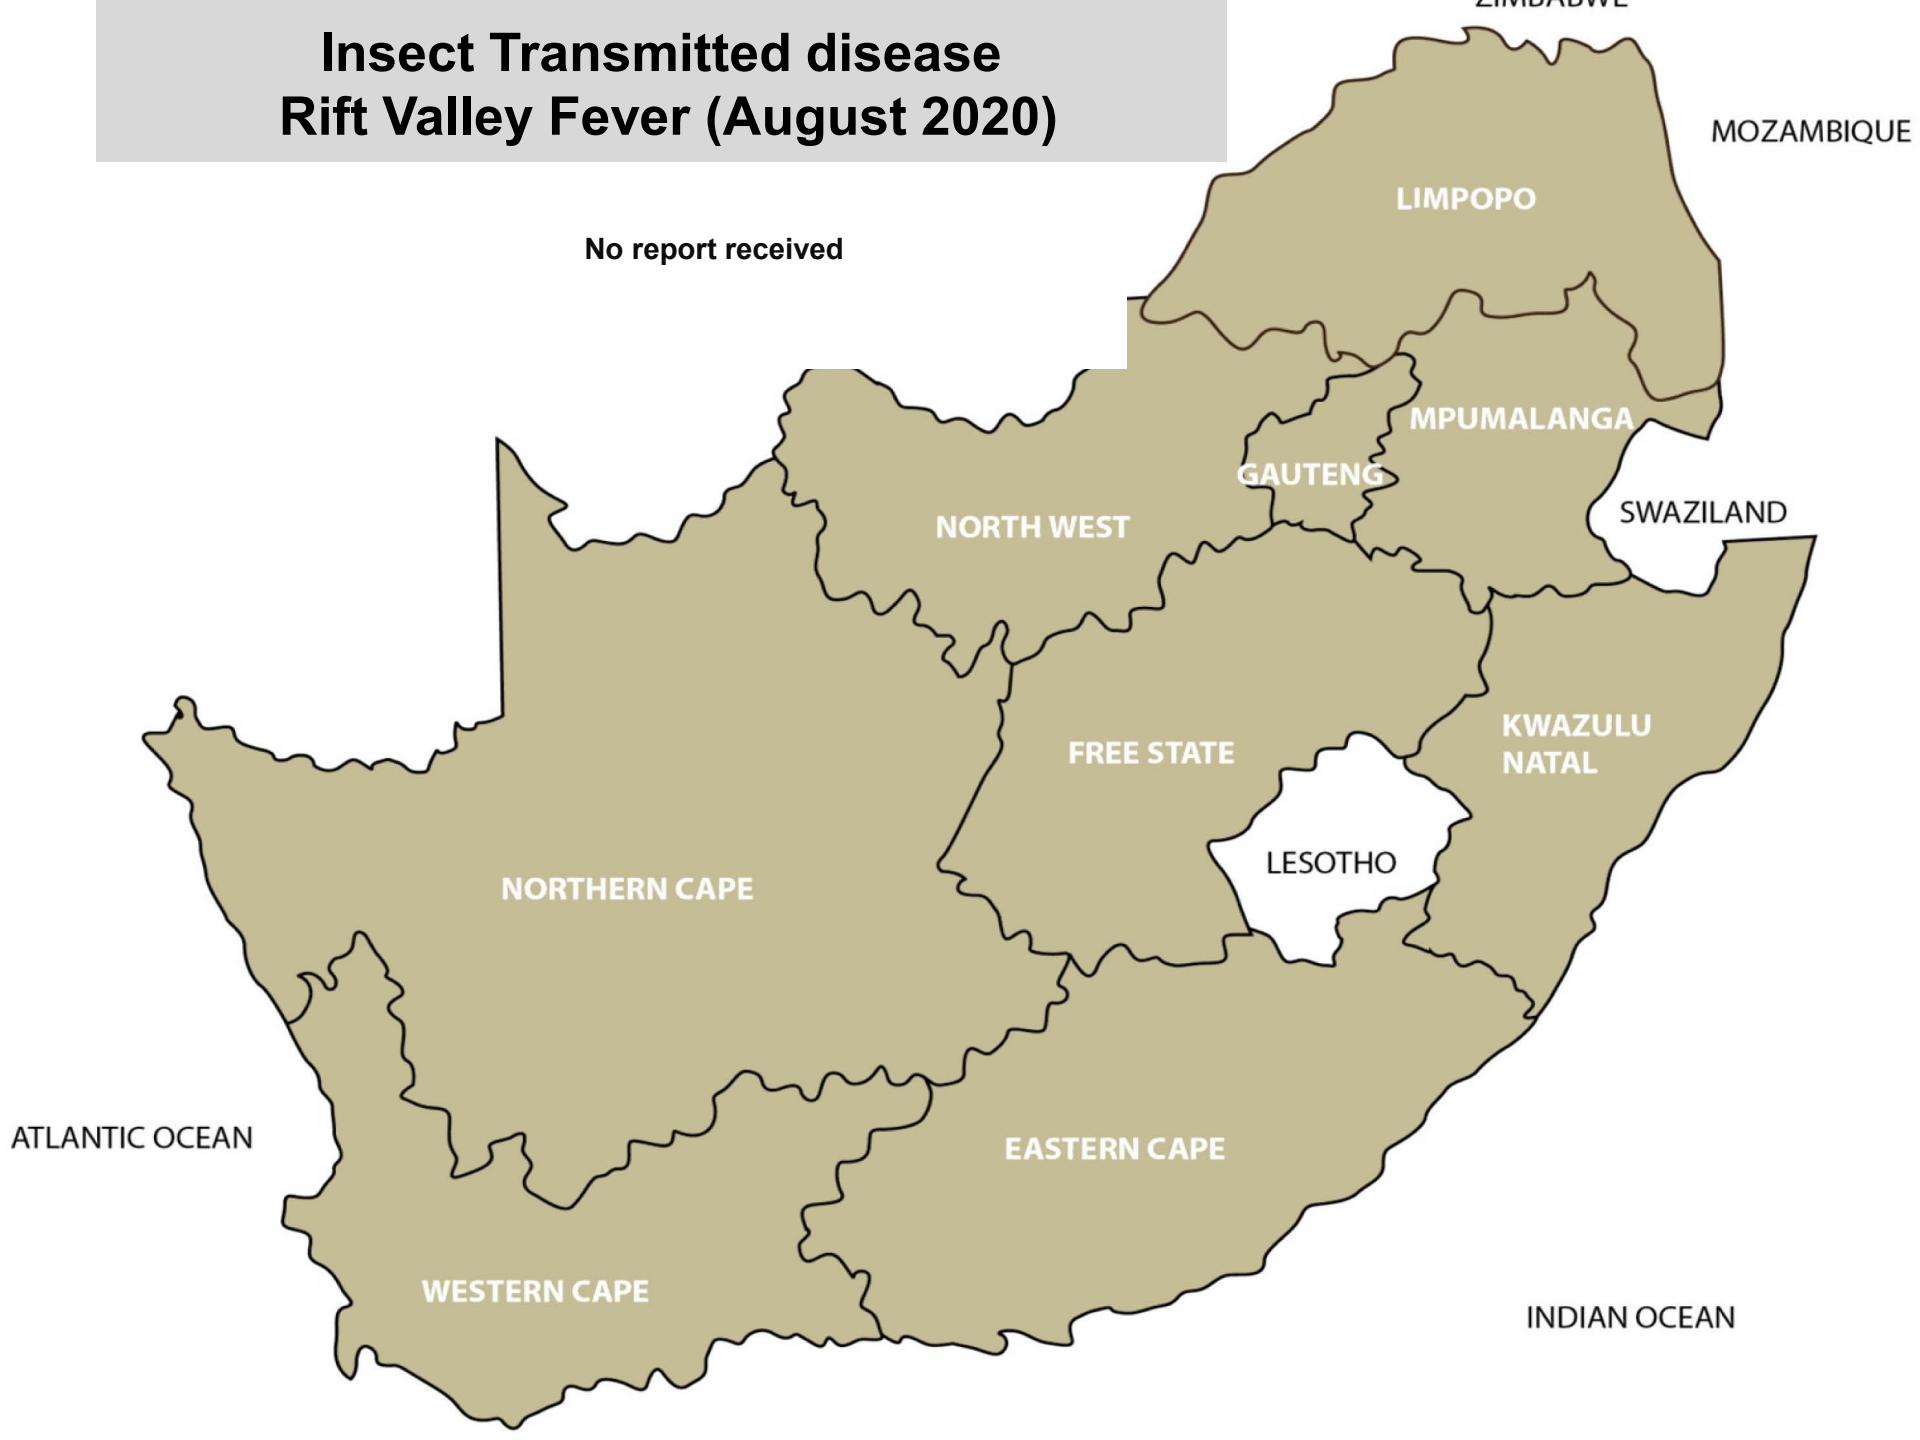 ZIMBABWE
Insect Transmitted disease
Rift Valley Fever (August 2020)
MOZAMBIQUE
LIMPOPO
No report received
MPUMALANGA
GAUTENG
SWAZILAND
NORTH WEST
KWAZULU
NATAL
FREE STATE
LESOTHO
NORTHERN CAPE
ATLANTIC OCEAN
EASTERN CAPE
WESTERN CAPE
INDIAN OCEAN